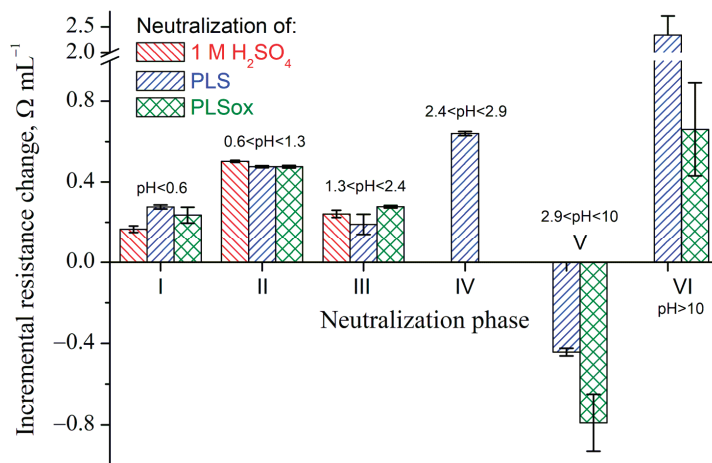 Neutralization of:
1 M H₂SO₄
PLS
PLSox
Incremental resistance change, Ω mL⁻¹
2.5
2.0
0.8
0.4
0.0
−0.4
−0.8
pH<0.6
0.6<pH<1.3
1.3<pH<2.4
2.4<pH<2.9
2.9<pH<10
V
I
II
III
IV
VI
pH>10
Neutralization phase